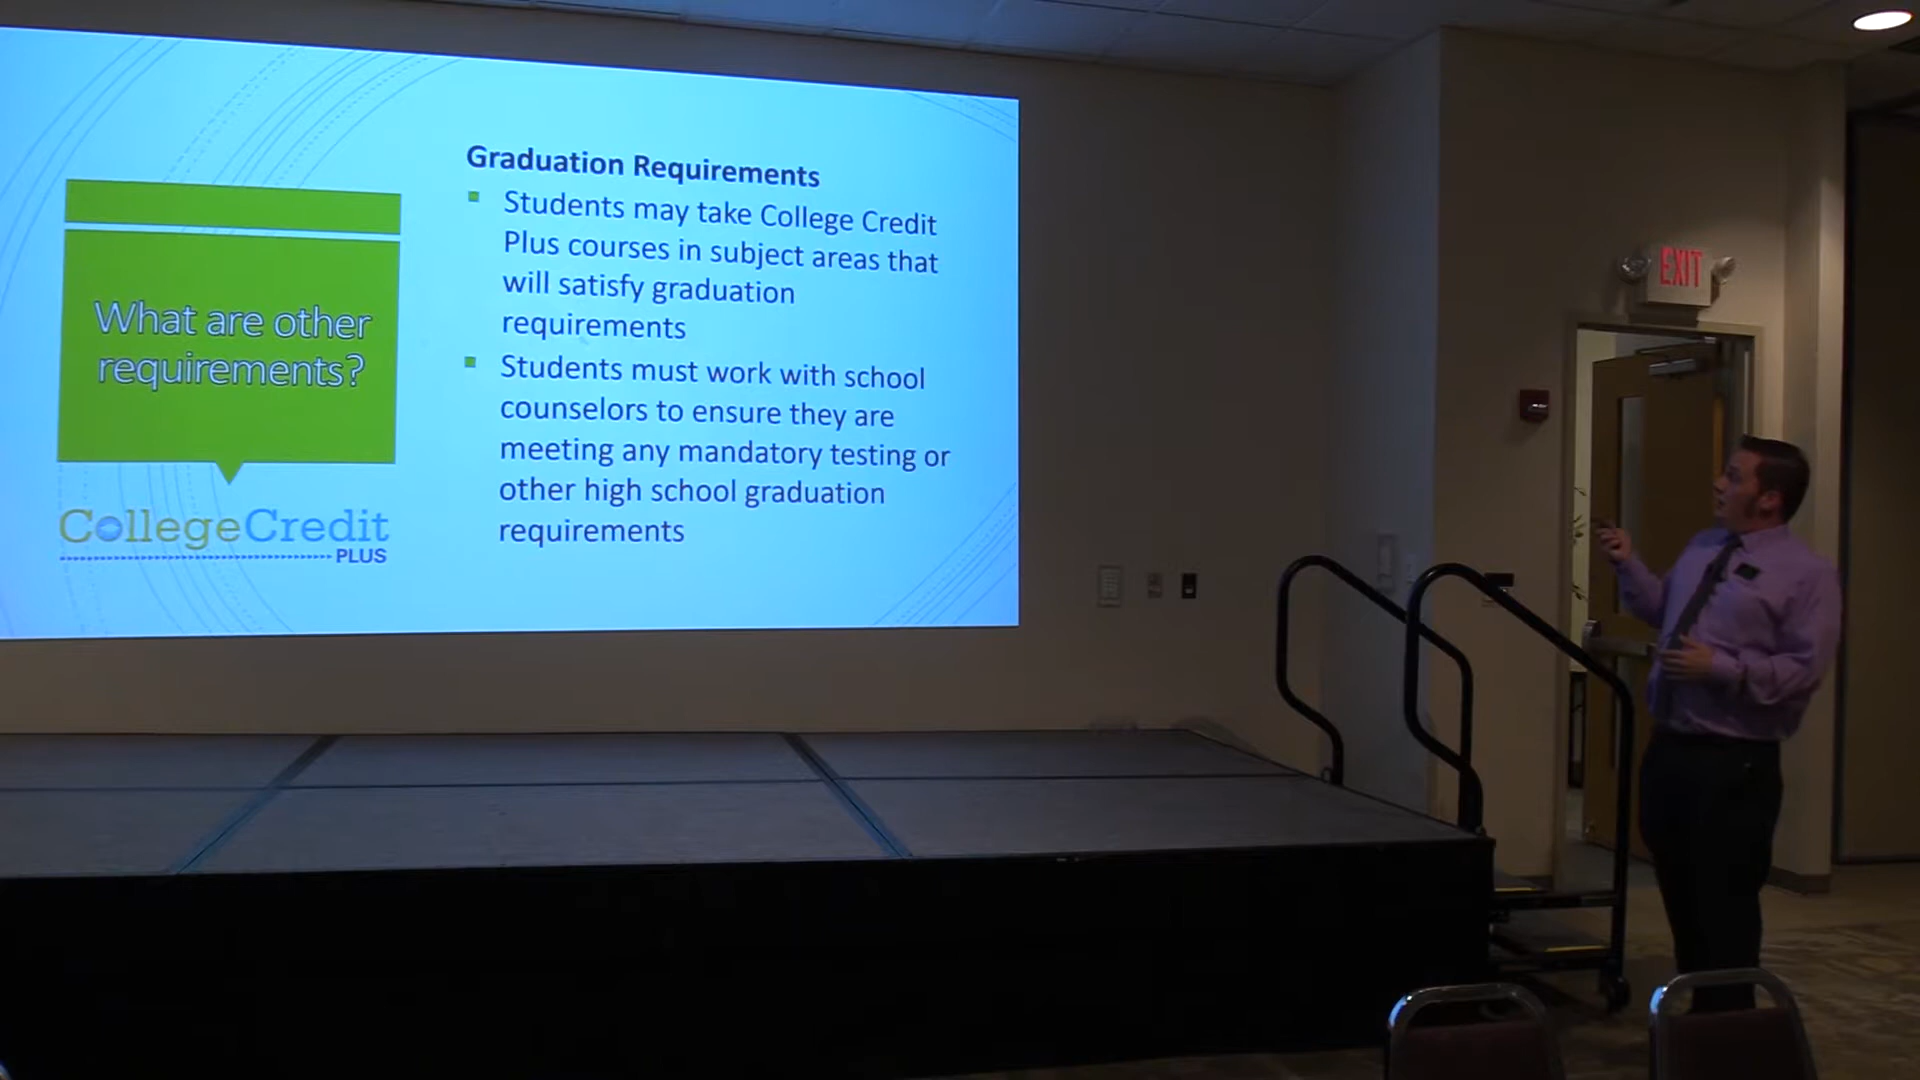 What are other
requirements?
CollegeCredit
PLUS
Graduation Requirements
Students may take College Credit
Plus courses in subject areas that
will satisfy graduation
requirements
Students must work with school
counselors to ensure they are
meeting any mandatory testing or
other high school graduation
requirements
EXIT